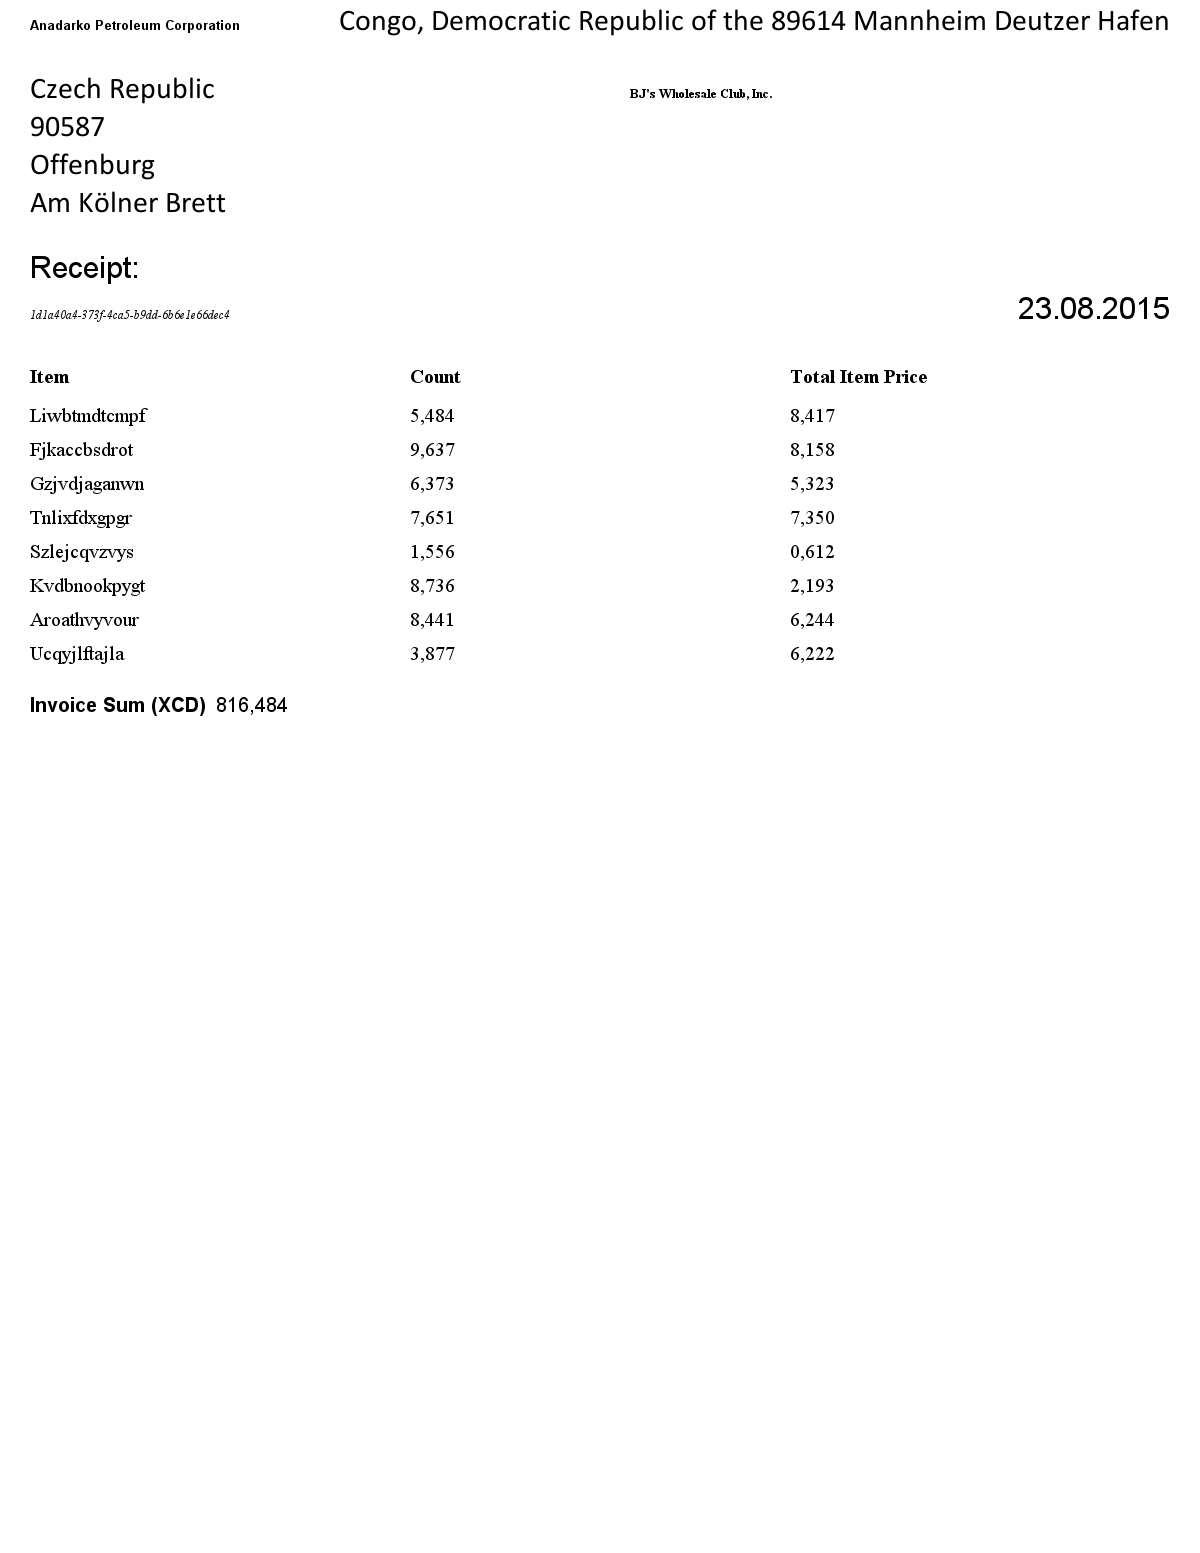 Anadarko Petroleum Corporation Congo, Democratic Republic of the 89614 Mannheim Deutzer Hafen
Czech Republic
90587
Offenburg
Am Kölner Brett
BJ's Wholesale Club, Inc.
Receipt:
1d1a40a4-373f-4ca5-b9dd-6b6e1e66dec4 23.08.2015
Item Count Total Item Price
Liwbtmdtcmpf 5,484 8,417
Fjkaccbsdrot 9,637 8,158
Gzjvdjaganwn 6,373 5,323
Tnlixfdxgpgr 7,651 7,350
Szlejcqvzvys 1,556 0,612
Kvdbnookpygt 8,736 2,193
Aroathvyvour 8,441 6,244
Ucqyjlftajla 3,877 6,222
Invoice Sum (XCD) 816,484